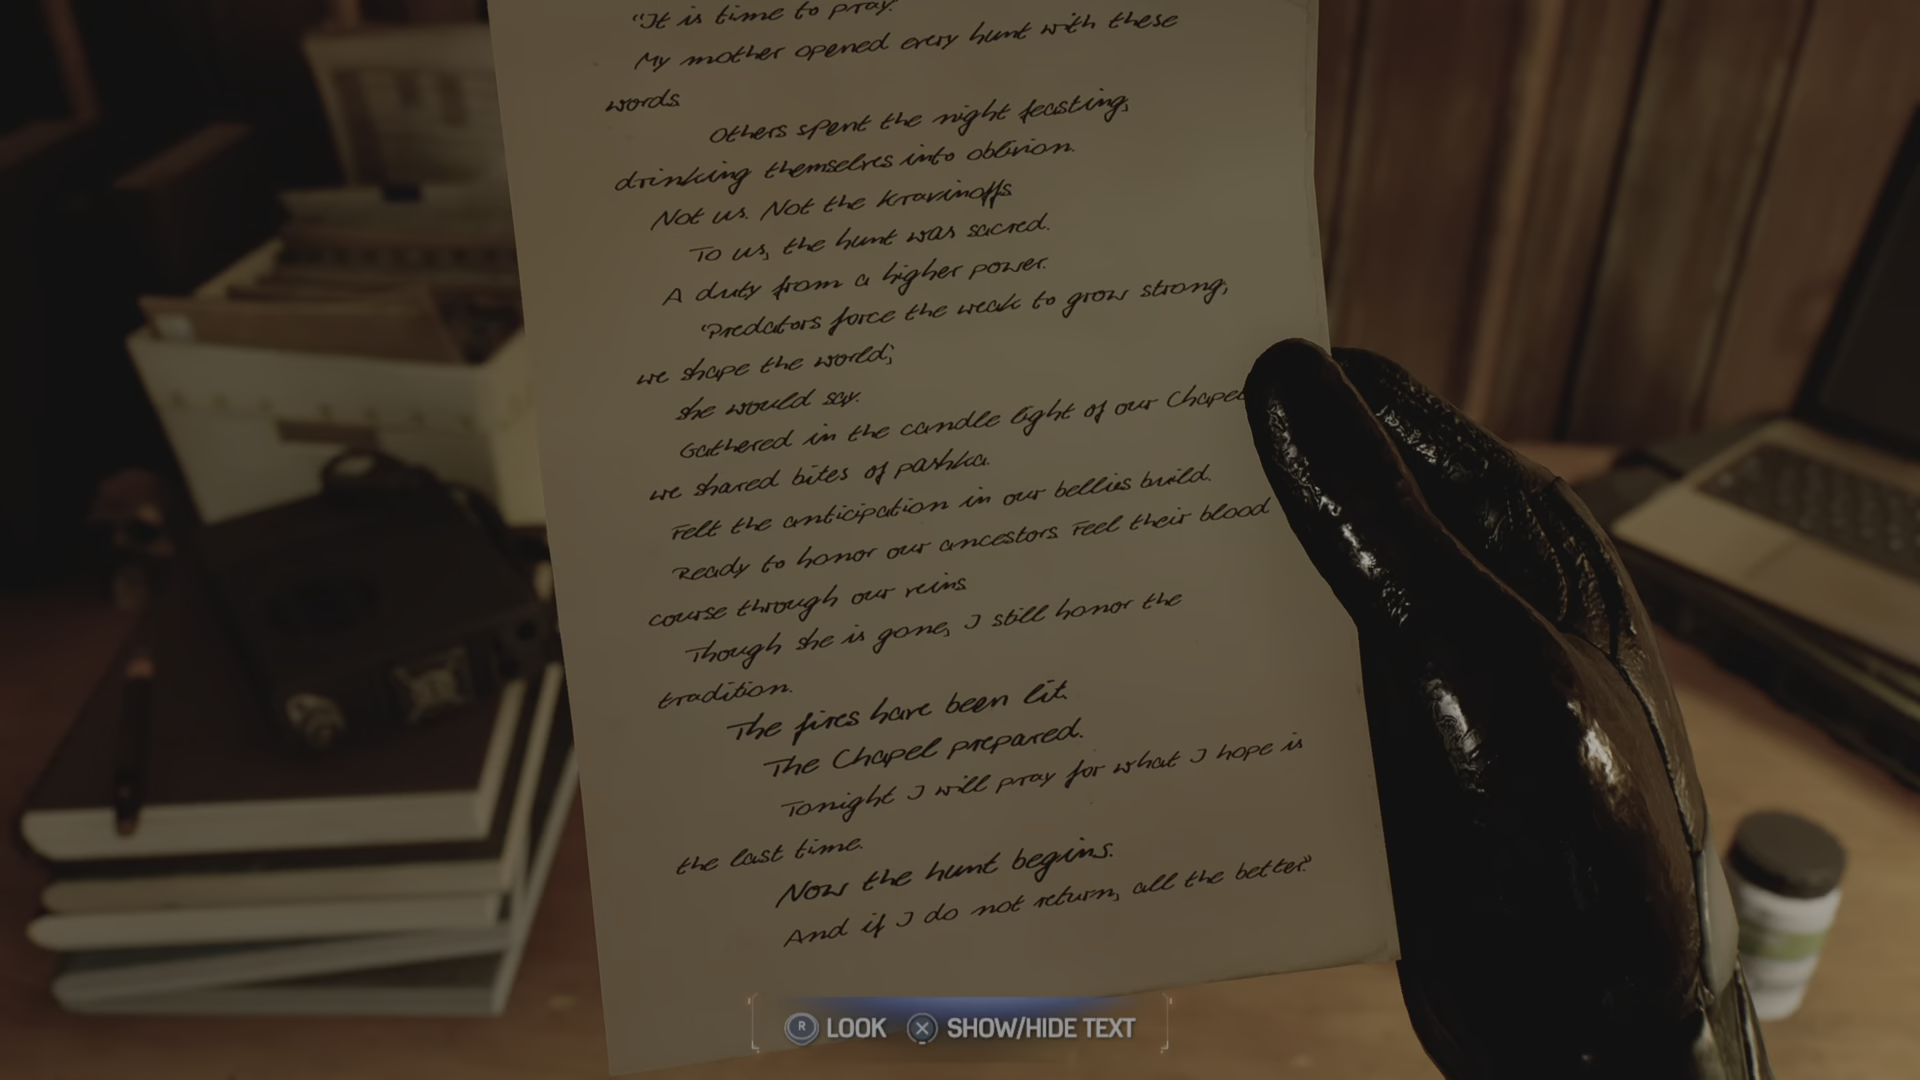 "It is time to pray."
My mother opened every hunt with these
words.
Others spent the night feasting,
drinking themselves into oblivion.
Not us. Not the Kravinoffs
To us, the hunt was sacred.
A duty from a higher power.
"Predators force the weak to grow strong,
we shape the world,"
she would say.
Gathered in the candle light of our Chapel
we shared bites of pashka.
Felt the anticipation in our bellies build.
Ready to honor our ancestors. Feel their blood
course through our veins
Though she is gone, I still honor the
tradition.
The fires have been lit.
The Chapel prepared.
Tonight I will pray for what I hope is
the last time.
Now the hunt begins.
And if I do not return, all the better."
R LOOK SHOW/HIDE TEXT